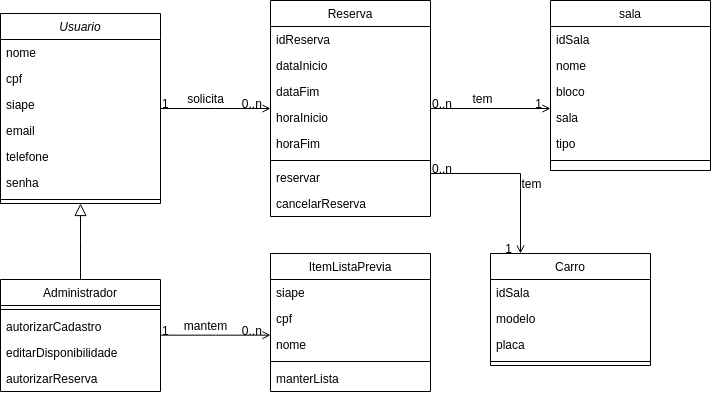 Usuario
nome
cpf
siape
email
telefone
senha
1
solicita
0..n
Reserva
idReserva
dataInicio
dataFim
horaInicio
horaFim
reservar
cancelarReserva
0..n
tem
1
sala
idSala
nome
bloco
sala
tipo
0..n
tem
1
Administrador
autorizarCadastro
editarDisponibilidade
autorizarReserva
1
mantem
0..n
ItemListaPrevia
siape
cpf
nome
manterLista
Carro
idSala
modelo
placa